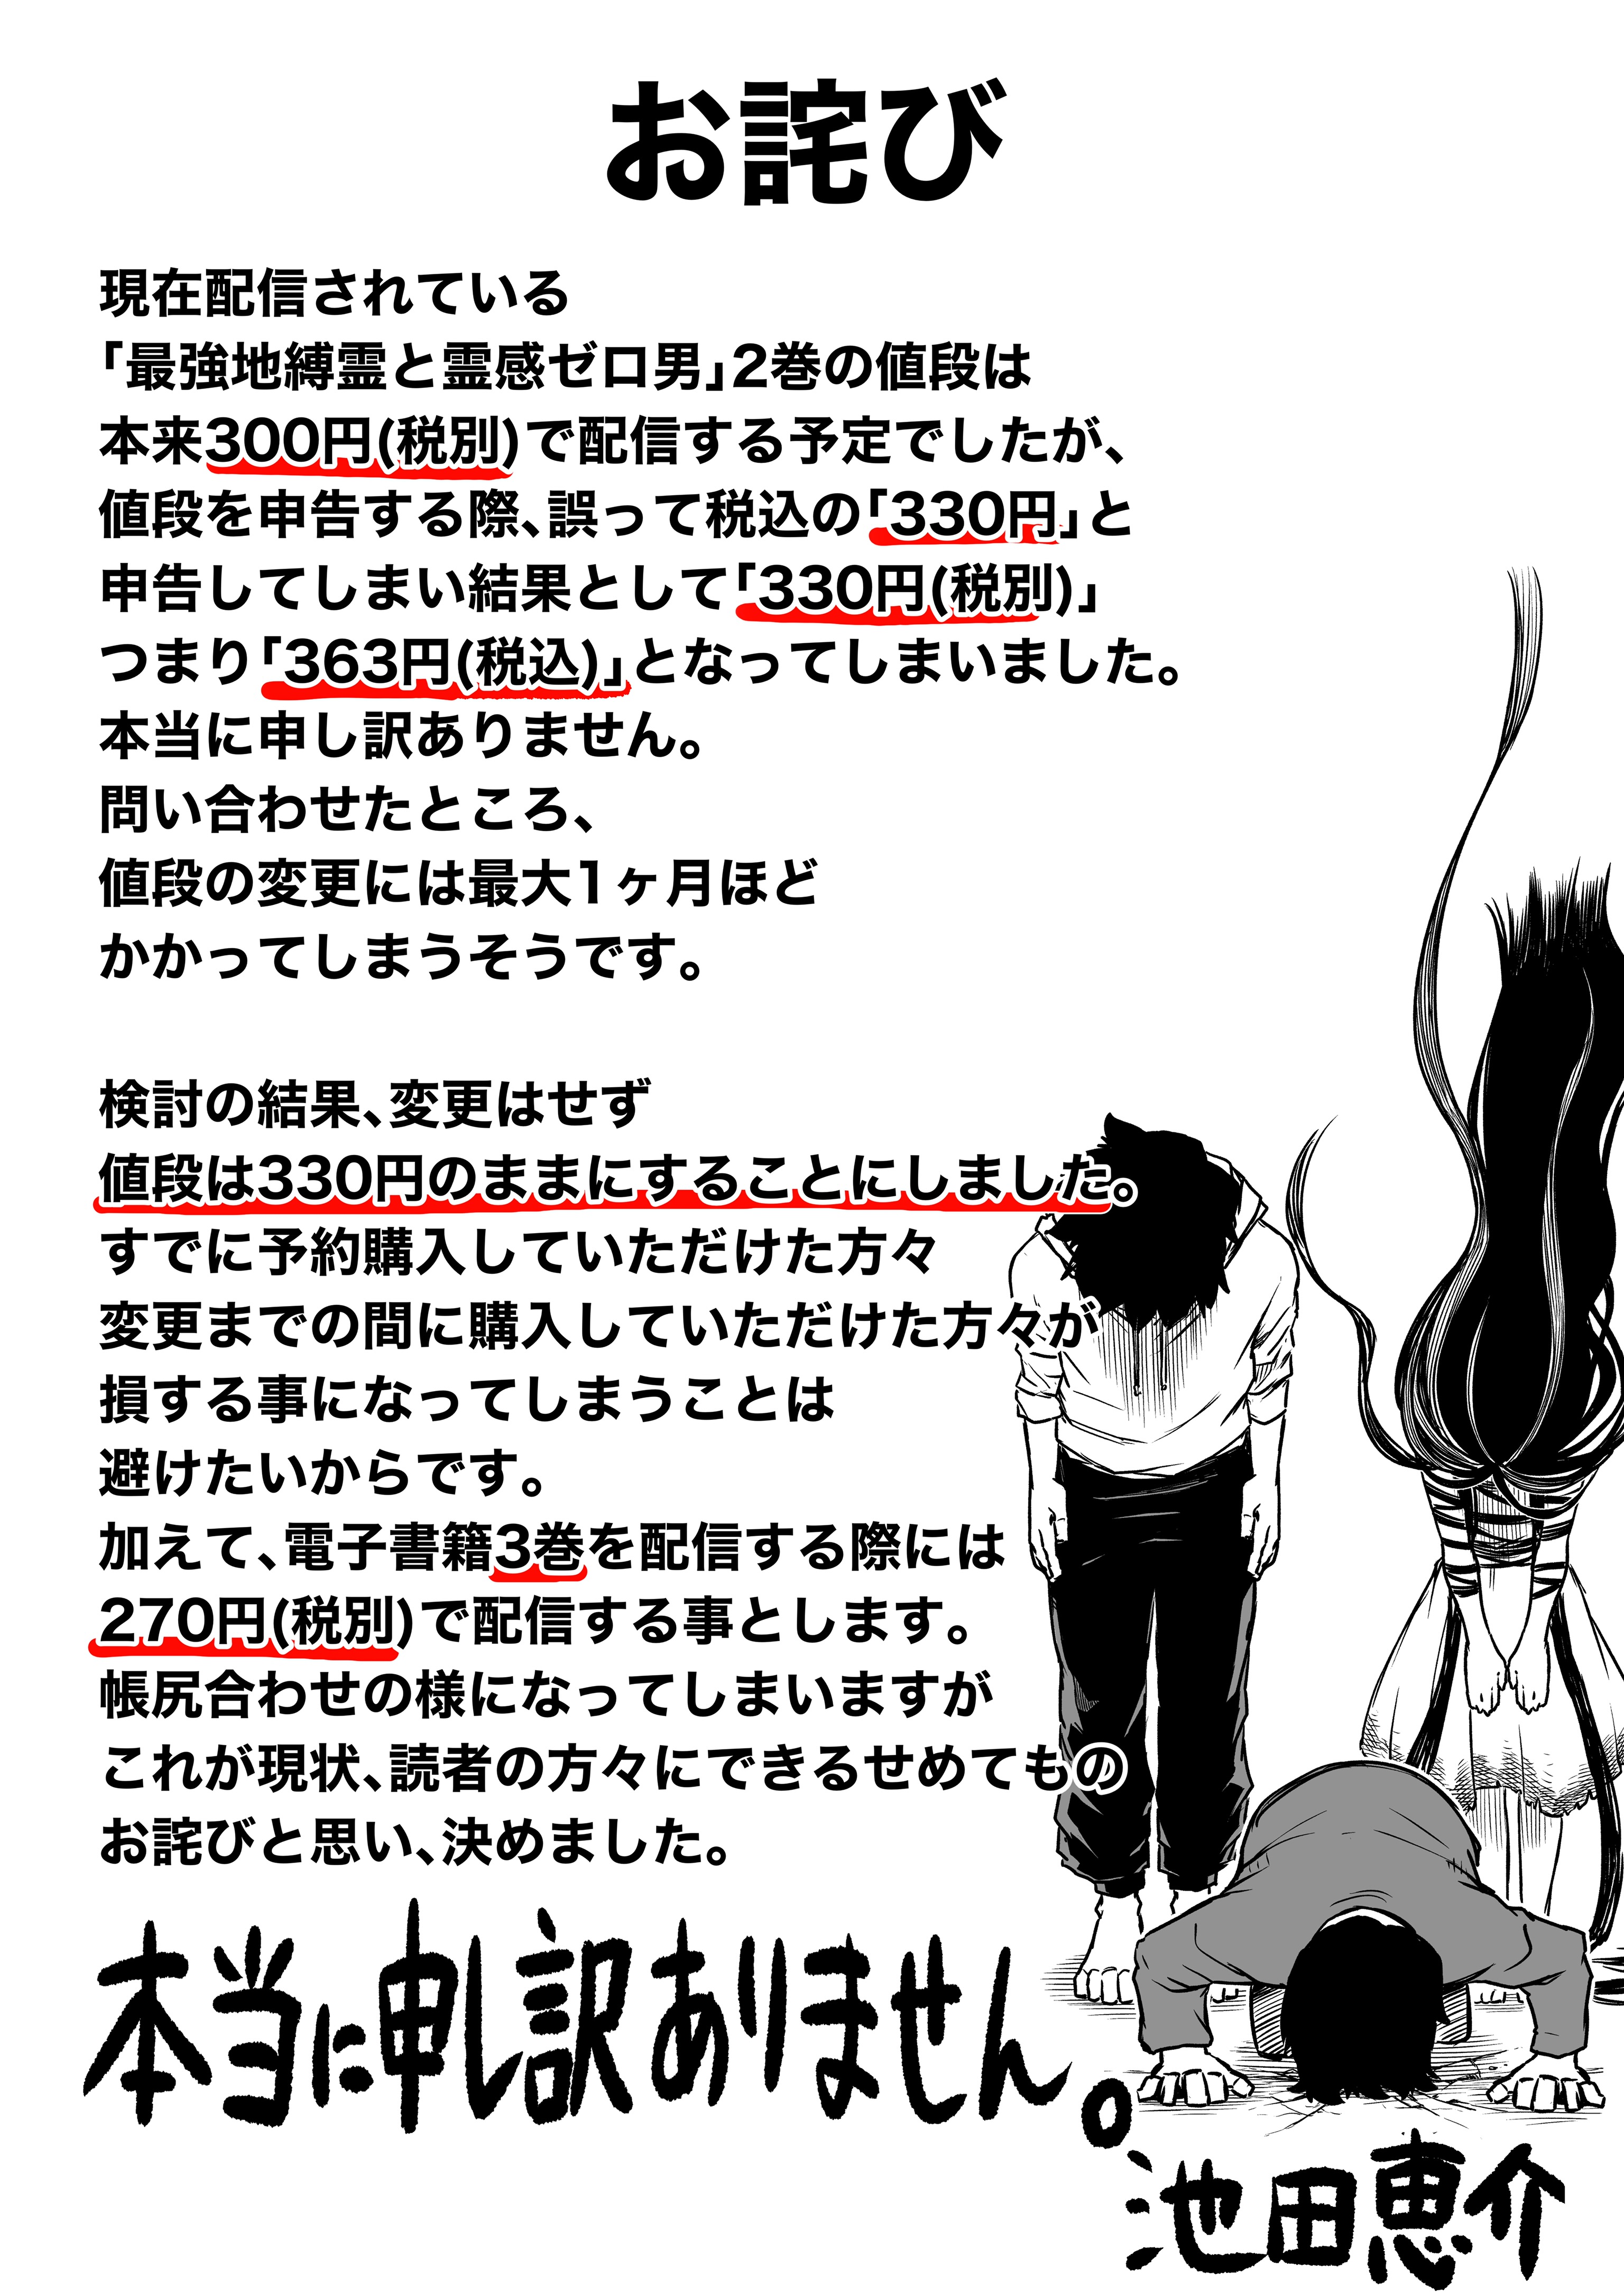 お詫び
現在配信されている
「最強地縛霊と霊感ゼロ男」2巻の値段は
本来300円(税別)で配信する予定でしたが、
値段を申告する際、誤って税込の「330円」と
申告してしまい結果として「330円(税別)」
つまり「363円(税込)」となってしまいました。
本当に申し訳ありません。
問い合わせたところ、
値段の変更には最大1ヶ月ほど
かかってしまうそうです。
検討の結果、変更はせず
値段は330円のままにすることにしました。
すでに予約購入していただけた方々
変更までの間に購入していただけた方々が
損する事になってしまうことは
避けたいからです。
加えて、電子書籍3巻を配信する際には
270円(税別)で配信する事とします。
帳尻合わせの様になってしまいますが
これが現状、読者の方々にできるせめてもの
お詫びと思い、決めました。
本当に申し訳ありません。
池田恵介